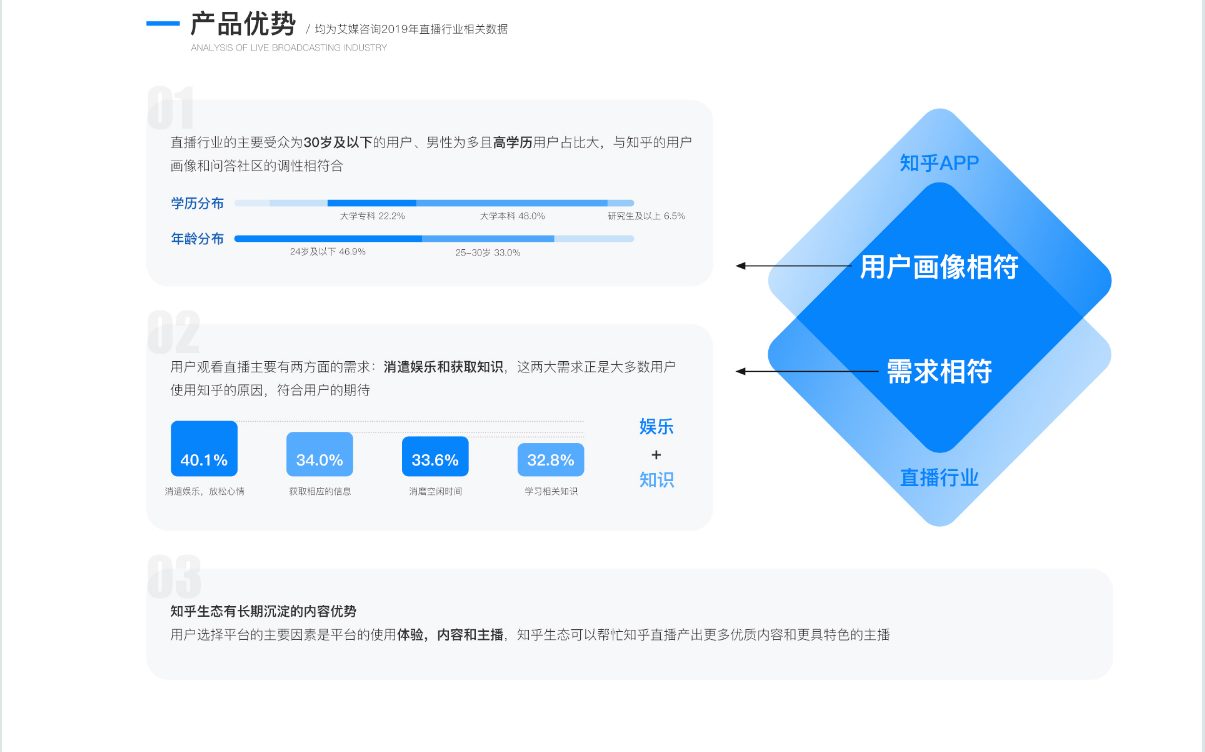 产品优势 / 均为艾媒咨询2019年直播行业相关数据
ANALYSIS OF LIVE BROADCASTING INDUSTRY
01
直播行业的主要受众为30岁及以下的用户、男性为多且高学历用户占比大，与知乎的用户
画像和问答社区的调性相符合
学历分布
大学专科 22.2%
大学本科 48.0%
研究生及以上 6.5%
年龄分布
24岁及以下 46.9%
25–30岁 33.0%
知乎APP
用户画像相符
需求相符
直播行业
02
用户观看直播主要有两方面的需求：消遣娱乐和获取知识，这两大需求正是大多数用户
使用知乎的原因，符合用户的期待
40.1%
34.0%
33.6%
32.8%
消遣娱乐，放松心情
获取相应的信息
消磨空闲时间
学习相关知识
娱乐
+
知识
03
知乎生态有长期沉淀的内容优势
用户选择平台的主要因素是平台的使用体验，内容和主播，知乎生态可以帮忙知乎直播产出更多优质内容和更具特色的主播